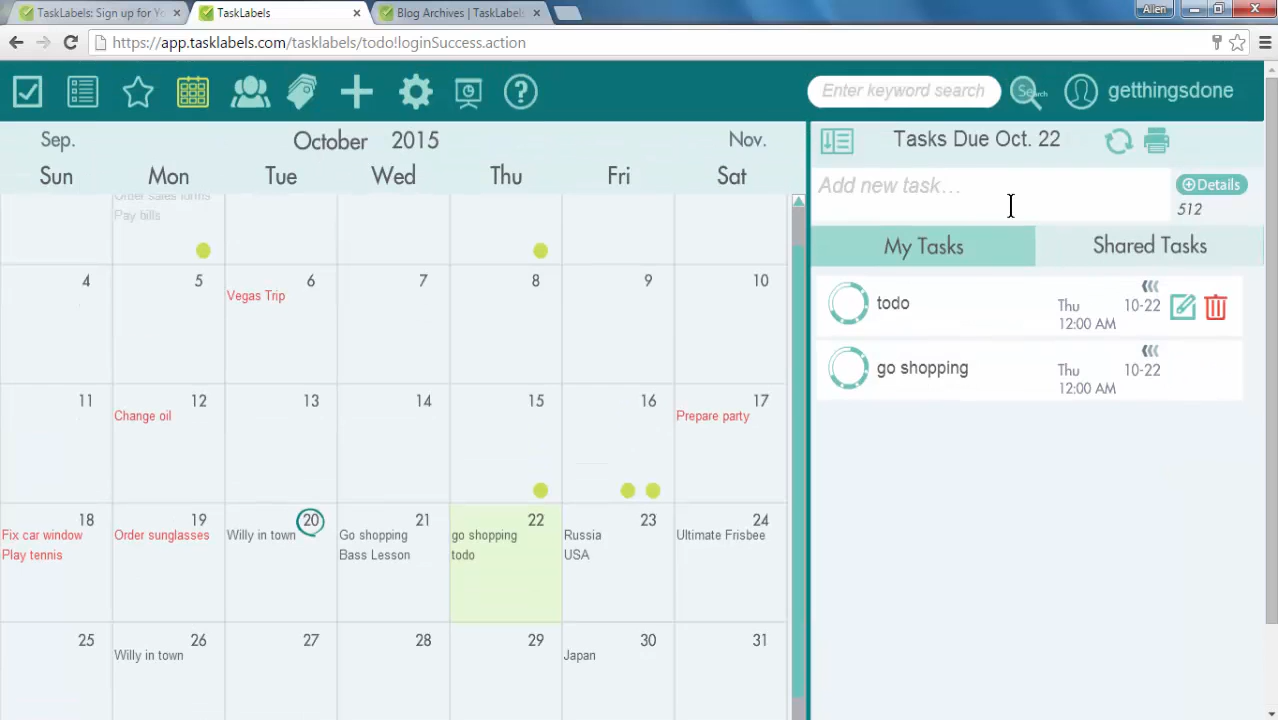 TaskLabels: Sign up for Yo
TaskLabels
Blog Archives | TaskLabels
Allen
https://app.tasklabels.com/tasklabels/todo!loginSuccess.action
Enter keyword search
Search
getthingsdone
Sep.
October 2015
Nov.
Sun Mon Tue Wed Thu Fri Sat
Order sales forms
Pay bills
4 5 6 7 8 9 10
Vegas Trip
11 12 13 14 15 16 17
Change oil
Prepare party
18 19 20 21 22 23 24
Fix car window Order sunglasses Willy in town Go shopping go shopping Russia Ultimate Frisbee
Play tennis Bass Lesson todo USA
25 26 27 28 29 30 31
Willy in town
Japan
Tasks Due Oct. 22
Add new task...
Details
512
My Tasks
Shared Tasks
todo
Thu 10-22
12:00 AM
go shopping
Thu 10-22
12:00 AM